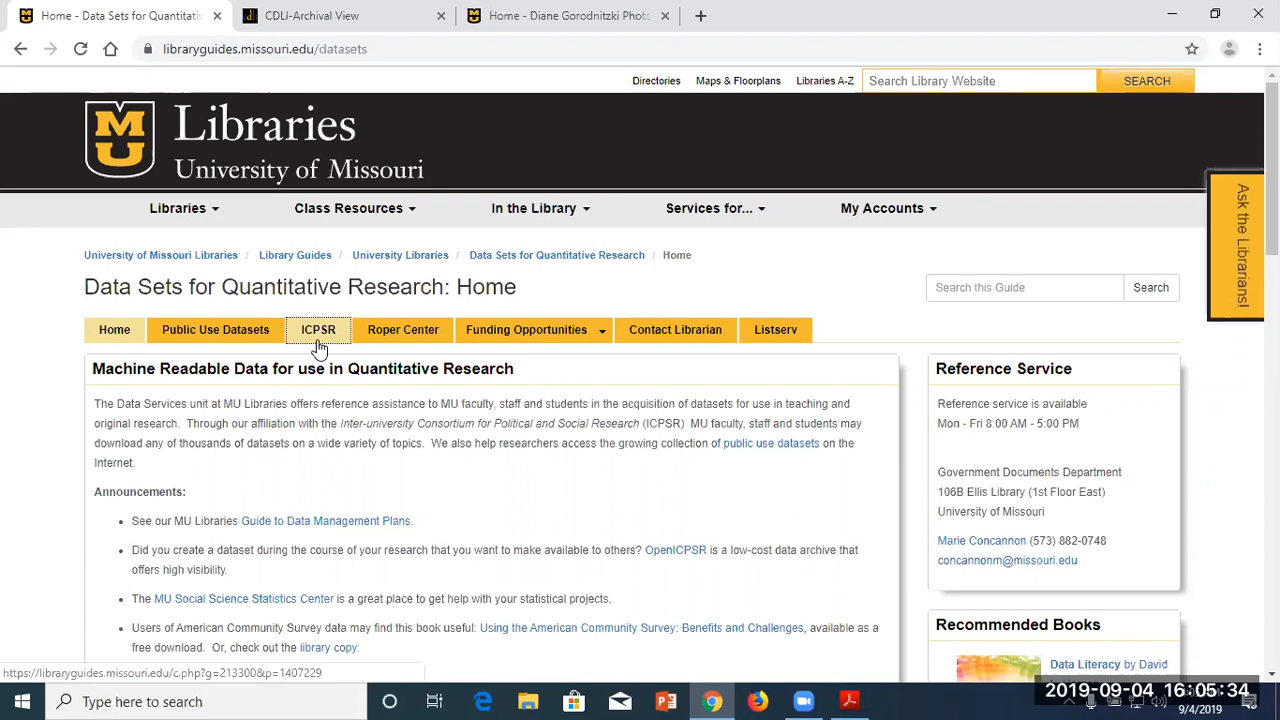 Home - Data Sets for Quantitativ
CDLI-Archival View
Home - Diane Gorodnitzki Phot
libraryguides.missouri.edu/datasets
Directories Maps & Floorplans Libraries A-Z Search Library Website SEARCH
MU Libraries
University of Missouri
Ask the Librarians!
Libraries Class Resources In the Library Services for... My Accounts
University of Missouri Libraries / Library Guides / University Libraries / Data Sets for Quantitative Research / Home
Data Sets for Quantitative Research: Home
Search this Guide Search
Home Public Use Datasets ICPSR Roper Center Funding Opportunities Contact Librarian Listserv
Machine Readable Data for use in Quantitative Research
The Data Services unit at MU Libraries offers reference assistance to MU faculty, staff and students in the acquisition of datasets for use in teaching and
original research. Through our affiliation with the Inter-university Consortium for Political and Social Research (ICPSR) MU faculty, staff and students may
download any of thousands of datasets on a wide variety of topics. We also help researchers access the growing collection of public use datasets on the
Internet.
Announcements:
• See our MU Libraries Guide to Data Management Plans.
• Did you create a dataset during the course of your research that you want to make available to others? OpenICPSR is a low-cost data archive that
offers high visibility.
• The MU Social Science Statistics Center is a great place to get help with your statistical projects.
• Users of American Community Survey data may find this book useful: Using the American Community Survey: Benefits and Challenges, available as a
free download. Or, check out the library copy.
Reference Service
Reference service is available
Mon - Fri 8:00 AM - 5:00 PM
Government Documents Department
106B Ellis Library (1st Floor East)
University of Missouri
Marie Concannon (573) 882-0748
concannonm@missouri.edu
Recommended Books
Data Literacy by David
https://libraryguides.missouri.edu/c.php?g=213300&p=1407229
Type here to search
2019-09-04 16:05:34
9/4/2019